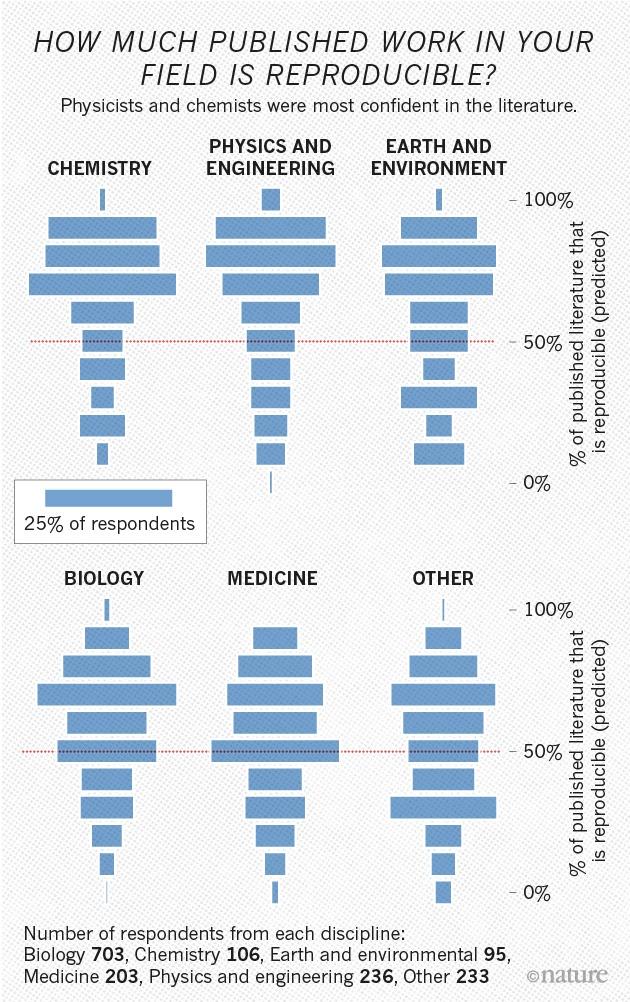 HOW MUCH PUBLISHED WORK IN YOUR
FIELD IS REPRODUCIBLE?
Physicists and chemists were most confident in the literature.
CHEMISTRY
PHYSICS AND
ENGINEERING
EARTH AND
ENVIRONMENT
100%
50%
0%
% of published literature that
is reproducible (predicted)
25% of respondents
BIOLOGY
MEDICINE
OTHER
100%
50%
0%
% of published literature that
is reproducible (predicted)
Number of respondents from each discipline:
Biology 703, Chemistry 106, Earth and environmental 95,
Medicine 203, Physics and engineering 236, Other 233
©nature